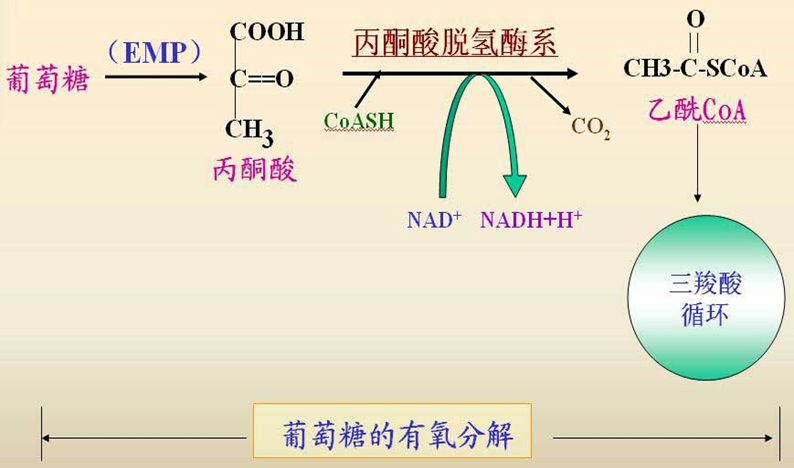 葡萄糖
（EMP）
COOH
C==O
CH3
丙酮酸
丙酮酸脱氢酶系
CoASH
CO2
NAD+
NADH+H+
O
||
CH3-C-SCoA
乙酰CoA
三羧酸
循环
葡萄糖的有氧分解